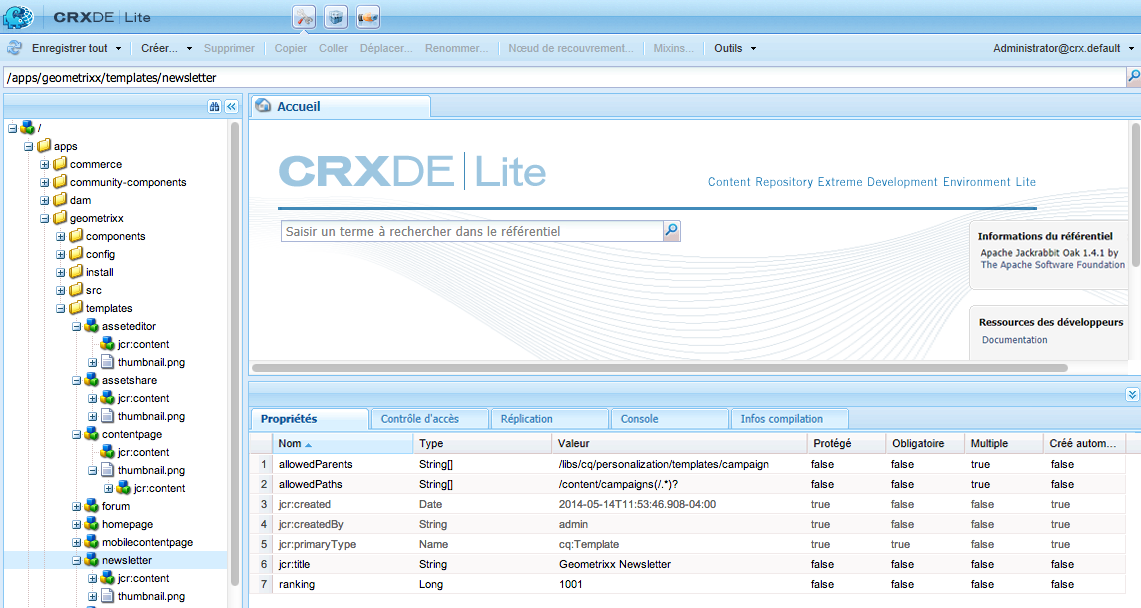 CRXDE | Lite
Enregistrer tout Créer... Supprimer Copier Coller Déplacer... Renommer... Nœud de recouvrement... Mixins... Outils Administrator@crx.default
/apps/geometrixx/templates/newsletter
Accueil
/
apps
commerce
community-components
dam
geometrixx
components
config
install
src
templates
asseteditor
jcr:content
thumbnail.png
assetshare
jcr:content
thumbnail.png
contentpage
jcr:content
thumbnail.png
jcr:content
forum
homepage
mobilecontentpage
newsletter
jcr:content
thumbnail.png
CRXDE | Lite
Content Repository Extreme Development Environment Lite
Saisir un terme à rechercher dans le référentiel
Informations du référentiel
Apache Jackrabbit Oak 1.4.1 by
The Apache Software Foundation
Ressources des développeurs
Documentation
Propriétés Contrôle d'accès Réplication Console Infos compilation
Nom Type Valeur Protégé Obligatoire Multiple Créé autom...
1 allowedParents String[] /libs/cq/personalization/templates/campaign false false true false
2 allowedPaths String[] /content/campaigns(/.*)? false false true false
3 jcr:created Date 2014-05-14T11:53:46.908-04:00 true false false true
4 jcr:createdBy String admin true false false true
5 jcr:primaryType Name cq:Template true true false true
6 jcr:title String Geometrixx Newsletter false false false false
7 ranking Long 1001 false false false false